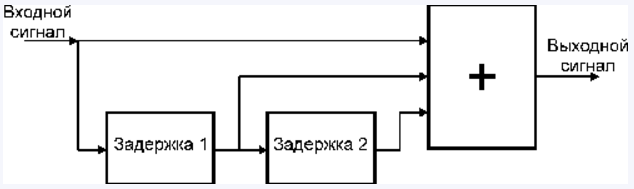 Входной
сигнал
+
Выходной
сигнал
Задержка 1
Задержка 2